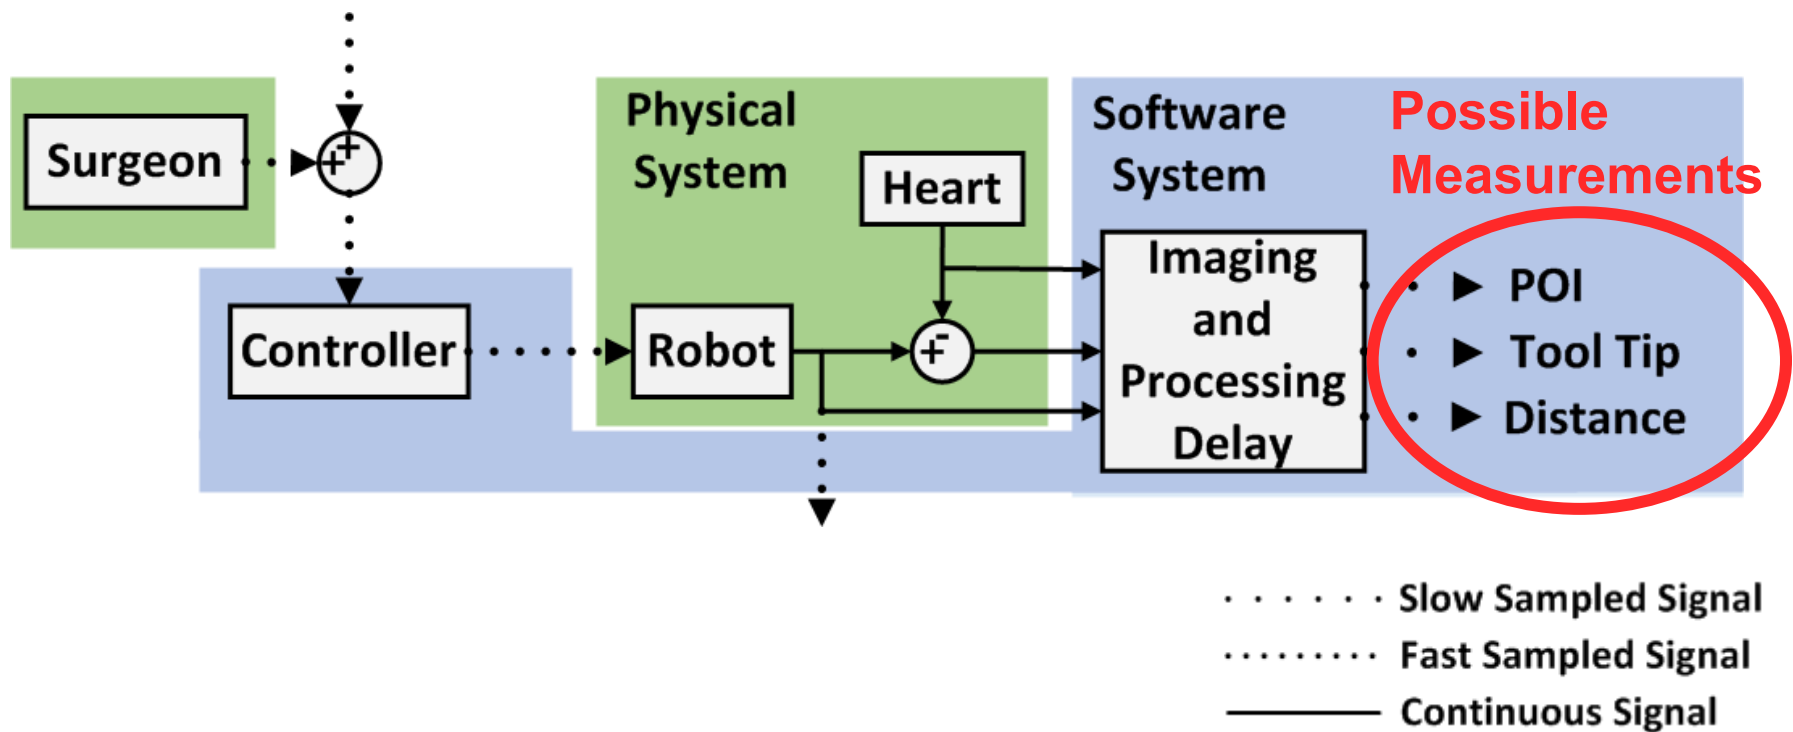 Surgeon
+
+
Controller
Physical
System
Heart
Robot
+
-
Software
System
Possible
Measurements
Imaging
and
Processing
Delay
POI
Tool Tip
Distance
Slow Sampled Signal
Fast Sampled Signal
Continuous Signal